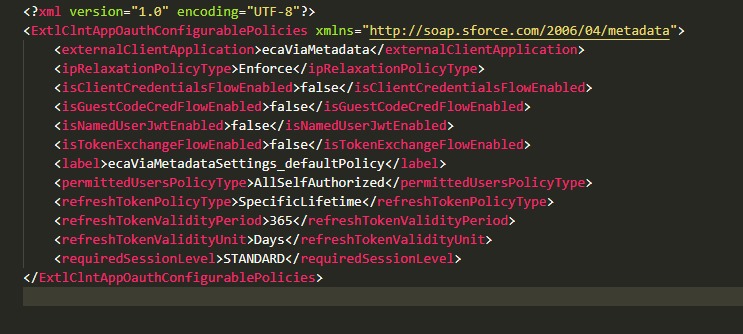 <?xml version="1.0" encoding="UTF-8"?>
<ExtlClntAppOauthConfigurablePolicies xmlns="http://soap.sforce.com/2006/04/metadata">
<externalClientApplication>ecaViaMetadata</externalClientApplication>
<ipRelaxationPolicyType>Enforce</ipRelaxationPolicyType>
<isClientCredentialsFlowEnabled>false</isClientCredentialsFlowEnabled>
<isGuestCodeCredFlowEnabled>false</isGuestCodeCredFlowEnabled>
<isNamedUserJwtEnabled>false</isNamedUserJwtEnabled>
<isTokenExchangeFlowEnabled>false</isTokenExchangeFlowEnabled>
<label>ecaViaMetadataSettings_defaultPolicy</label>
<permittedUsersPolicyType>AllSelfAuthorized</permittedUsersPolicyType>
<refreshTokenPolicyType>SpecificLifetime</refreshTokenPolicyType>
<refreshTokenValidityPeriod>365</refreshTokenValidityPeriod>
<refreshTokenValidityUnit>Days</refreshTokenValidityUnit>
<requiredSessionLevel>STANDARD</requiredSessionLevel>
</ExtlClntAppOauthConfigurablePolicies>